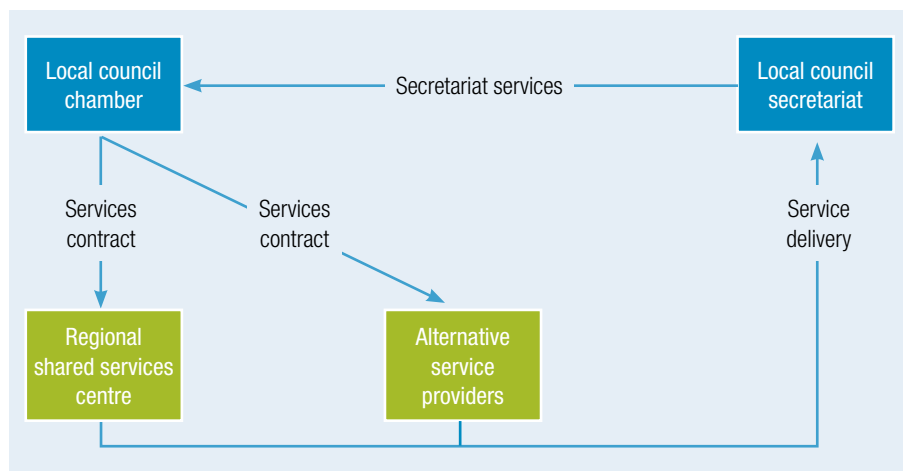 Local council
chamber
Secretariat services
Local council
secretariat
Services
contract
Services
contract
Service
delivery
Regional
shared services
centre
Alternative
service
providers